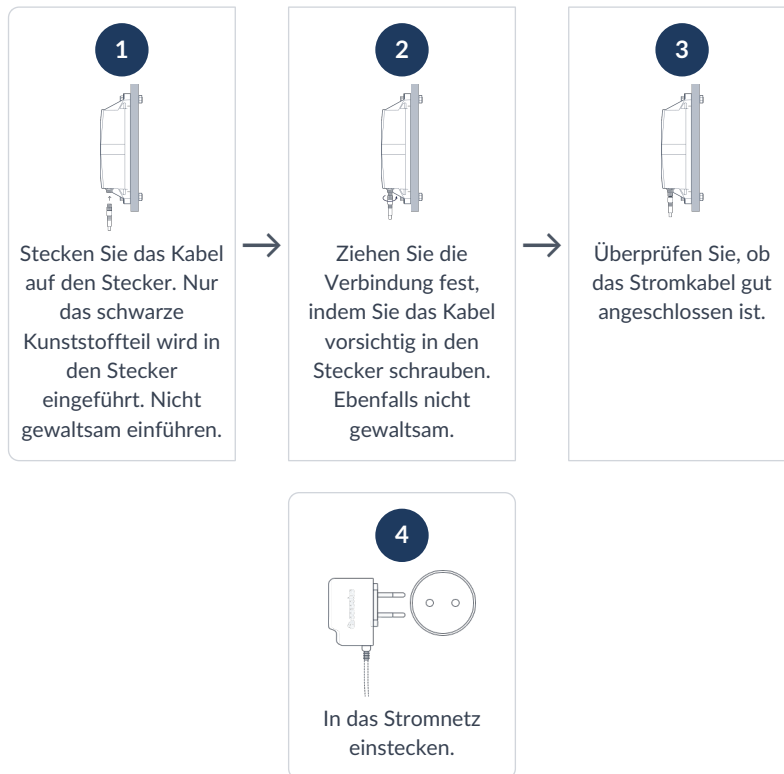 1
Stecken Sie das Kabel
auf den Stecker. Nur
das schwarze
Kunststoffteil wird in
den Stecker
eingeführt. Nicht
gewaltsam einführen.
2
Ziehen Sie die
Verbindung fest,
indem Sie das Kabel
vorsichtig in den
Stecker schrauben.
Ebenfalls nicht
gewaltsam.
3
Überprüfen Sie, ob
das Stromkabel gut
angeschlossen ist.
4
In das Stromnetz
einstecken.